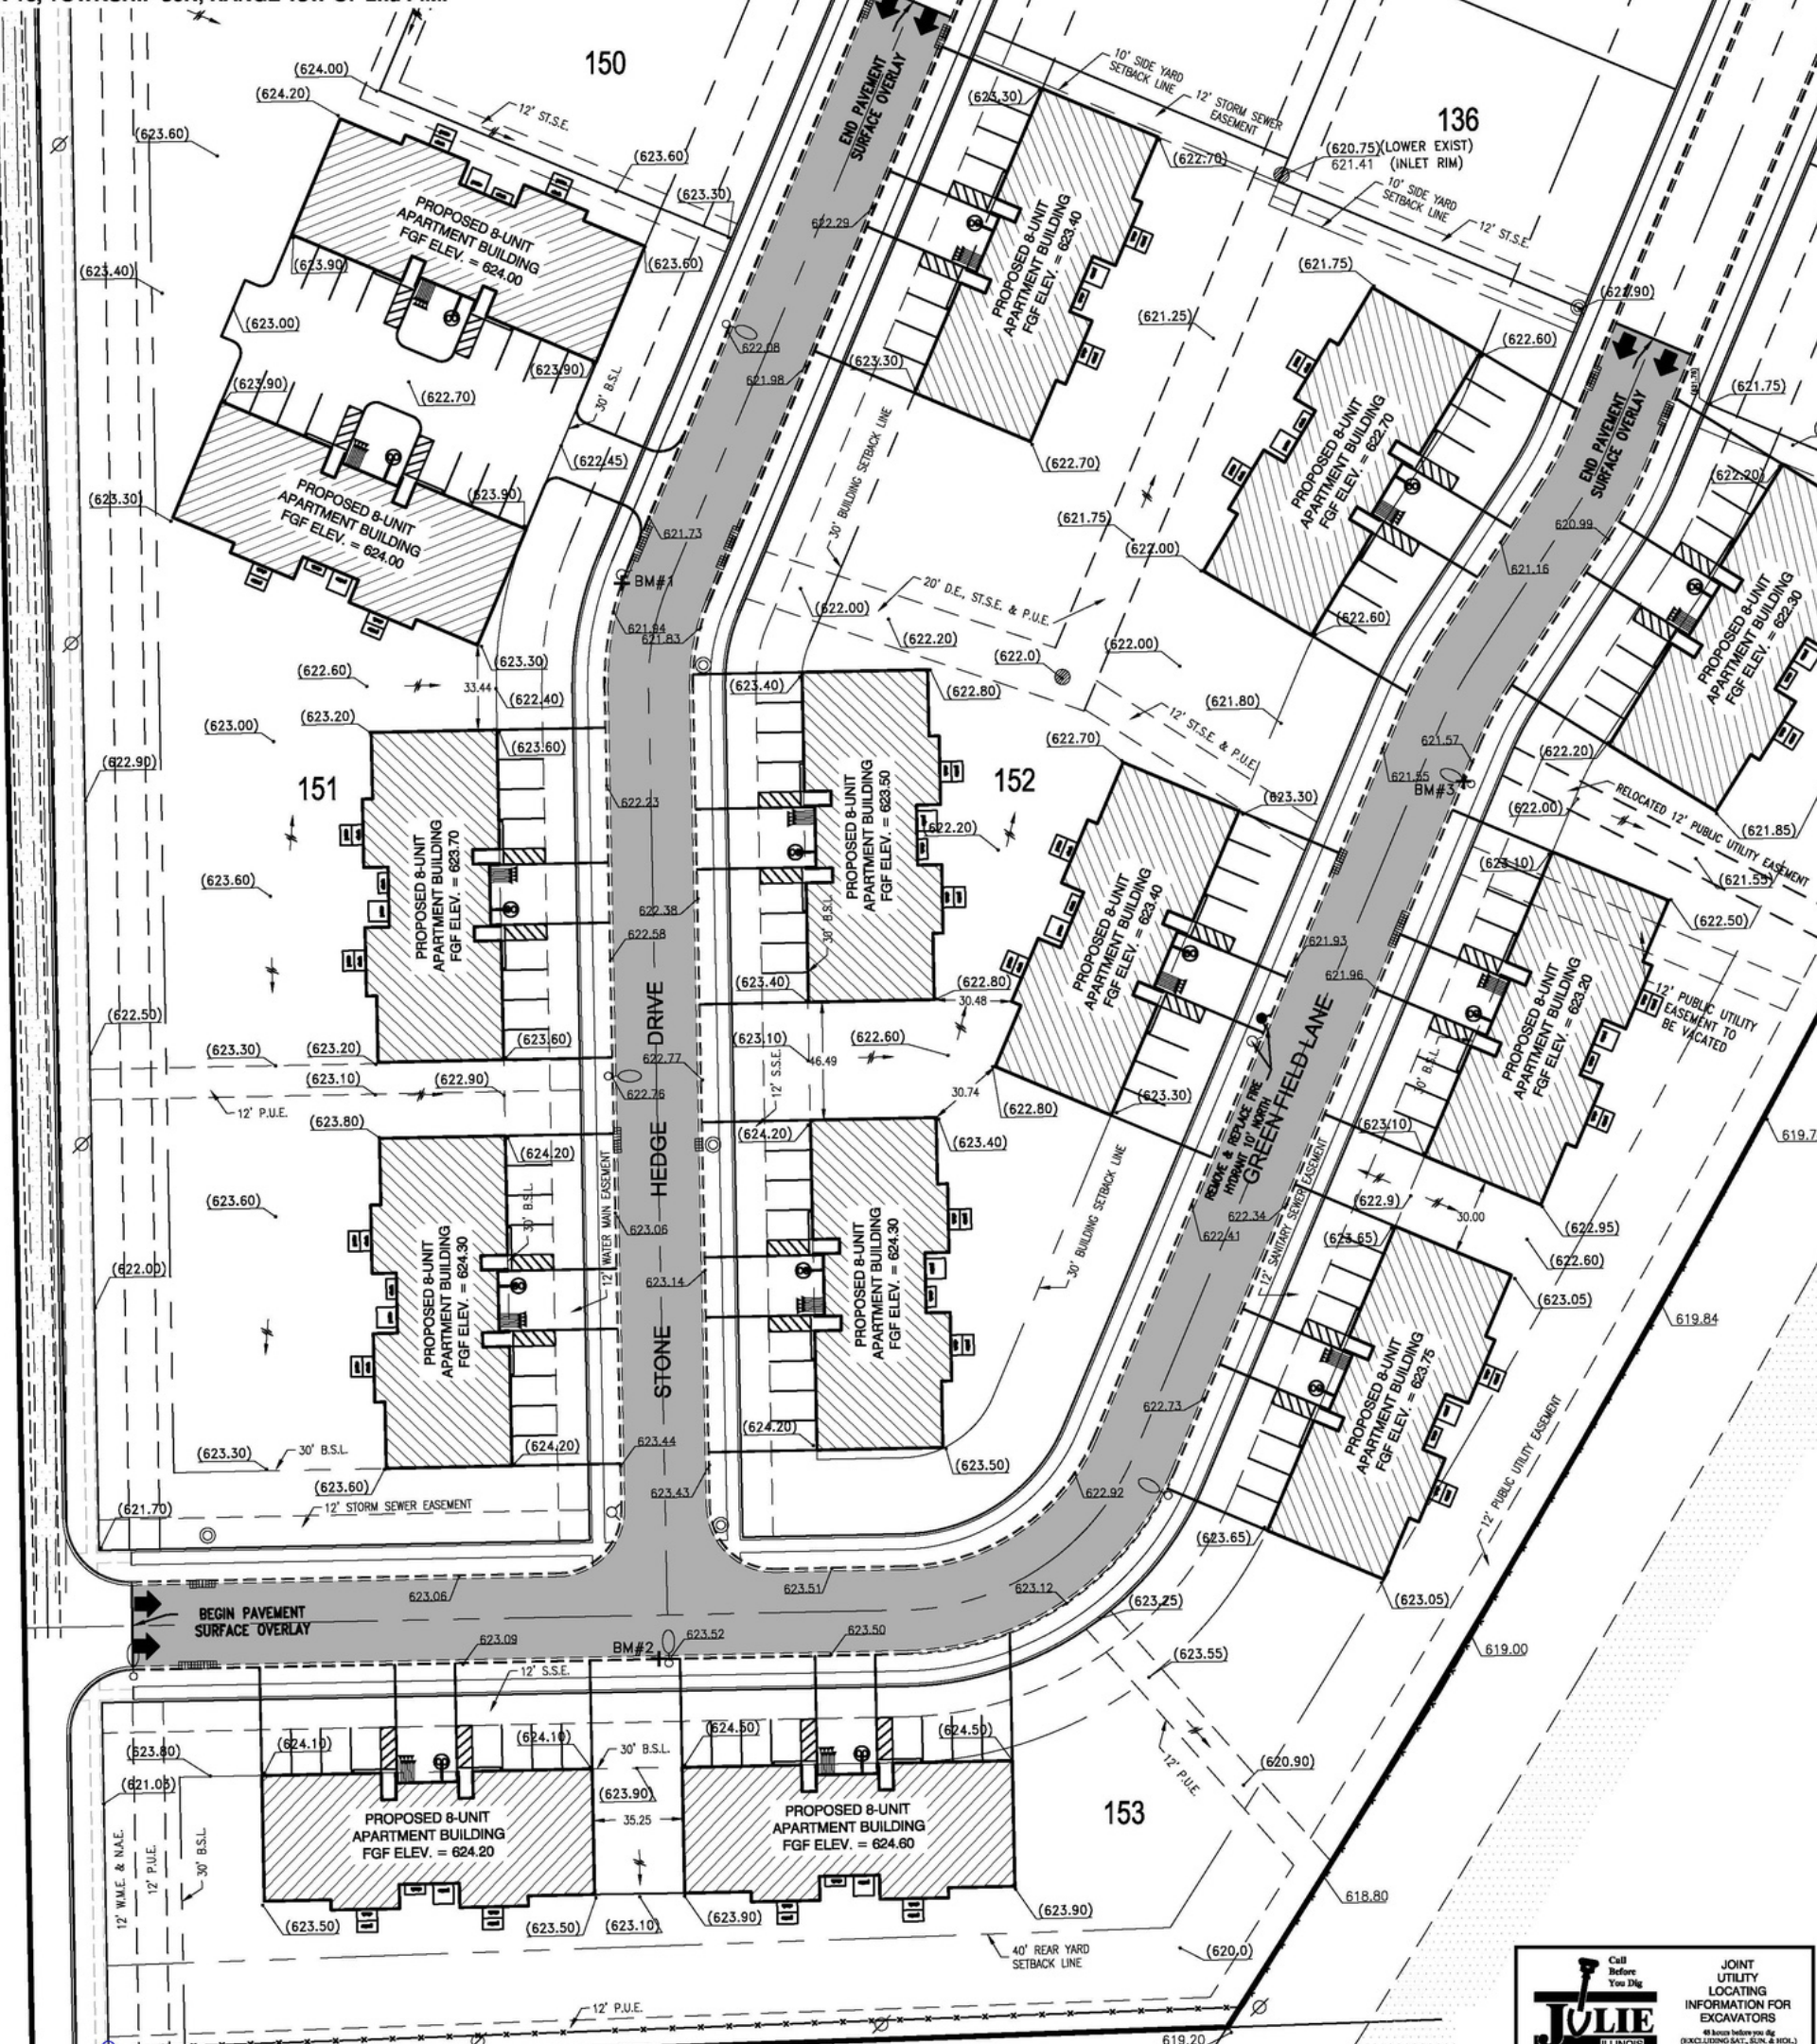 150
(624.00)
(624.20)
12' ST.S.E.
(623.60)
END PAVEMENT
SURFACE OVERLAY
(623.30)
10' SIDE YARD
SETBACK LINE
12' STORM SEWER
EASEMENT
136
(620.75)(LOWER EXIST)
621.41 (INLET RIM)
10' SIDE YARD
SETBACK LINE
12' ST.S.E.
(623.60)
(623.30)
(622.70)
PROPOSED 8-UNIT
APARTMENT BUILDING
FGF ELEV. = 624.00
(623.90)
(623.60)
622.29
PROPOSED 8-UNIT
APARTMENT BUILDING
FGF ELEV. = 623.40
(623.40)
(623.00)
(621.75)
(621.25)
622.08
(622.60)
(623.90)
(623.90)
30' B.S.L.
(622.70)
621.98
(623.30)
(621.75)
(622.45)
(622.70)
30' BUILDING SETBACK LINE
PROPOSED 8-UNIT
APARTMENT BUILDING
FGF ELEV. = 622.70
END PAVEMENT
SURFACE OVERLAY
(622.20)
(623.30)
(623.90)
PROPOSED 8-UNIT
APARTMENT BUILDING
FGF ELEV. = 624.00
621.73
(621.75)
(622.00)
620.99
621.16
BM#1
20' D.E., ST.S.E. & P.U.E.
(622.00)
(622.20)
621.94
621.83
(622.60)
(622.0)
(622.00)
PROPOSED 8-UNIT
APARTMENT BUILDING
FGF ELEV. = 622.30
(623.30)
(622.60)
33.44
(622.40)
(623.40)
(622.80)
12' ST.S.E. & P.U.E.
(621.80)
(623.00)
(623.20)
(623.60)
(622.70)
621.57
(622.20)
(622.90)
151
152
621.55
BM#3
(622.00)
RELOCATED 12' PUBLIC UTILITY EASEMENT
(621.85)
622.23
(623.30)
PROPOSED 8-UNIT
APARTMENT BUILDING
FGF ELEV. = 623.70
PROPOSED 8-UNIT
APARTMENT BUILDING
FGF ELEV. = 623.50
(622.20)
(623.10)
(621.55)
(623.60)
622.38
622.58
30' B.S.L.
PROPOSED 8-UNIT
APARTMENT BUILDING
FGF ELEV. = 623.40
(622.50)
621.93
621.96
(623.40)
(622.80)
30.48
PROPOSED 8-UNIT
APARTMENT BUILDING
FGF ELEV. = 623.20
12' PUBLIC UTILITY
EASEMENT TO
BE VACATED
(622.50)
(623.30)
(623.20)
(623.60)
STONE HEDGE DRIVE
(623.10)
(622.60)
46.49
12' S.S.E.
622.77
622.76
30' B.S.L.
(623.10)
(622.90)
12' P.U.E.
30.74
(622.80)
(623.30)
REMOVE & REPLACE FIRE
HYDRANT 10' NORTH
GREEN FIELD LANE
(623.80)
(624.20)
(624.20)
(623.40)
(623.10)
619.7
12' WATER MAIN EASEMENT
30' B.S.L.
30' BUILDING SETBACK LINE
12' SANITARY SEWER EASEMENT
(623.60)
623.06
622.34
622.41
(622.9)
30.00
(622.95)
(623.65)
(622.60)
PROPOSED 8-UNIT
APARTMENT BUILDING
FGF ELEV. = 624.30
PROPOSED 8-UNIT
APARTMENT BUILDING
FGF ELEV. = 624.30
(622.00)
623.14
(623.05)
619.84
PROPOSED 8-UNIT
APARTMENT BUILDING
FGF ELEV. = 623.75
622.73
(623.30)
30' B.S.L.
(624.20)
623.44
(624.20)
(623.50)
(623.60)
623.43
622.92
12' PUBLIC UTILITY EASEMENT
(621.70)
12' STORM SEWER EASEMENT
(623.65)
623.06
623.51
623.12
(623.25)
(623.05)
BEGIN PAVEMENT
SURFACE OVERLAY
623.09
BM#2
623.52
623.50
(623.55)
619.00
12' S.S.E.
(623.80)
(624.10)
(624.10)
30' B.S.L.
(624.50)
(624.50)
(621.03)
(623.90)
(620.90)
12' P.U.E.
PROPOSED 8-UNIT
APARTMENT BUILDING
FGF ELEV. = 624.20
35.25
PROPOSED 8-UNIT
APARTMENT BUILDING
FGF ELEV. = 624.60
153
12' W.M.E. & N.A.E.
12' P.U.E.
30' B.S.L.
618.80
(623.50)
(623.50)
(623.10)
(623.90)
(623.90)
40' REAR YARD
SETBACK LINE
(620.0)
12' P.U.E.
619.20
Call
Before
You Dig
JULIE
ILLINOIS
JOINT
UTILITY
LOCATING
INFORMATION FOR
EXCAVATORS
48 hours before you dig
(EXCLUDING SAT., SUN. & HOL.)